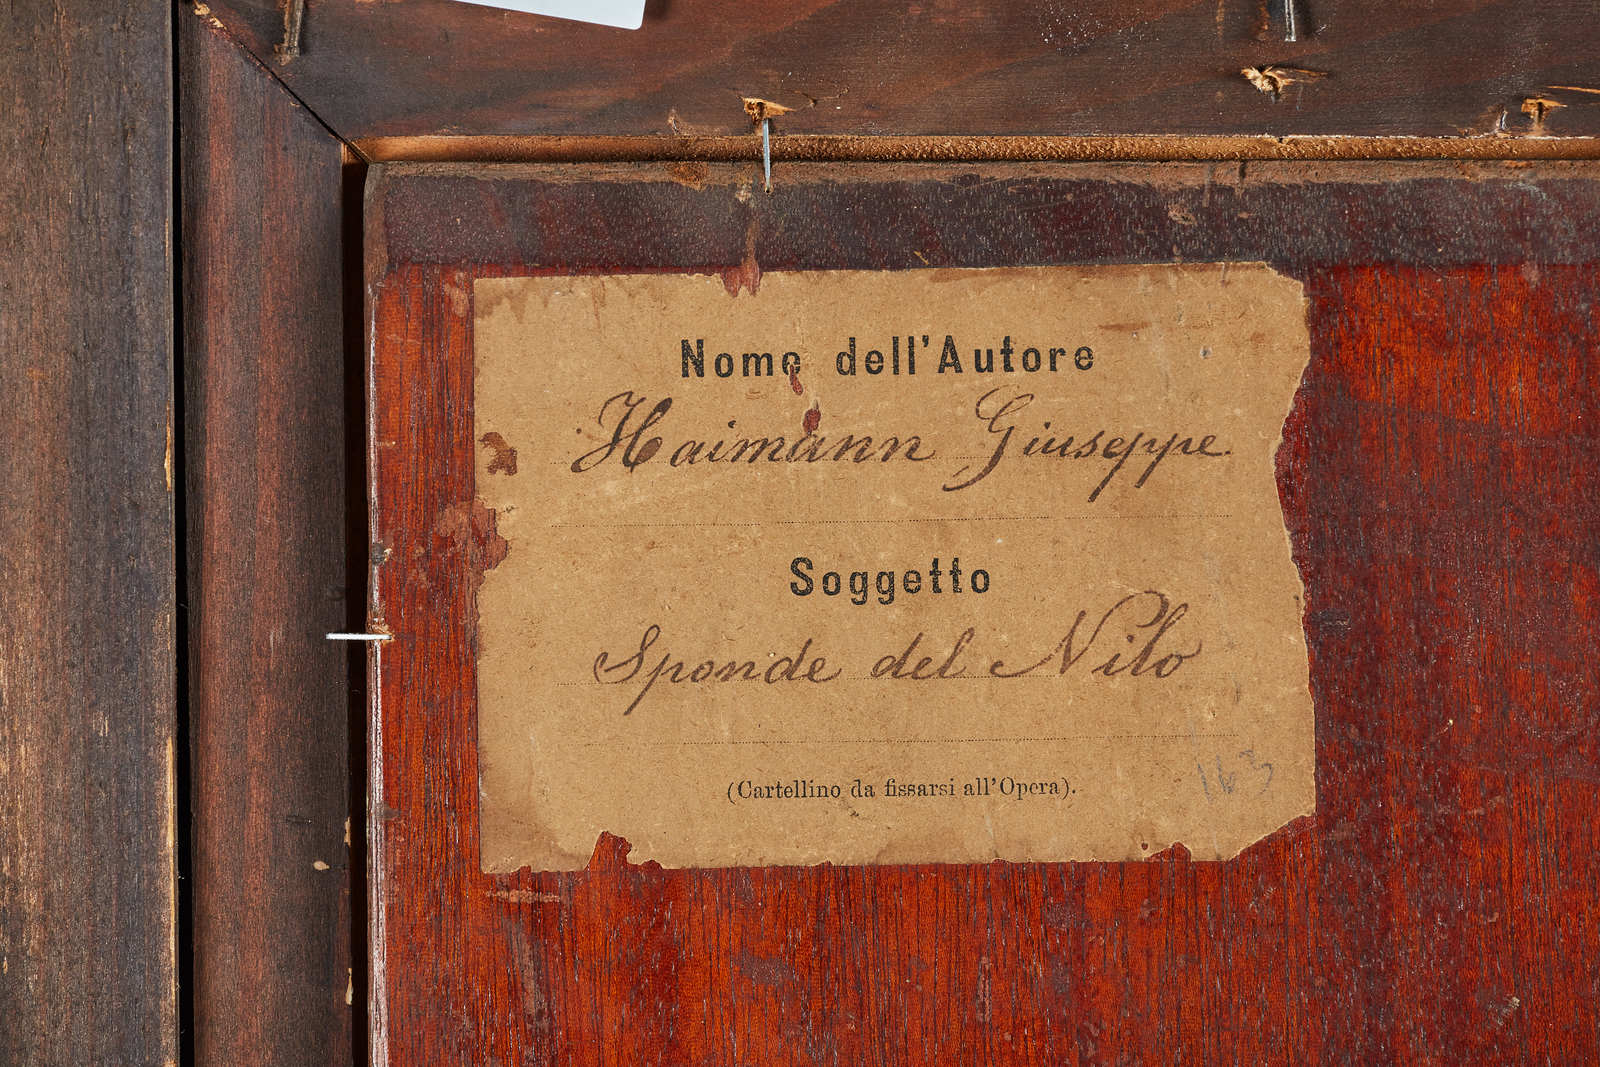 Nome dell'Autore
Haimann Giuseppe
Soggetto
Sponde del Nilo
(Cartellino da fissarsi all'Opera).
163